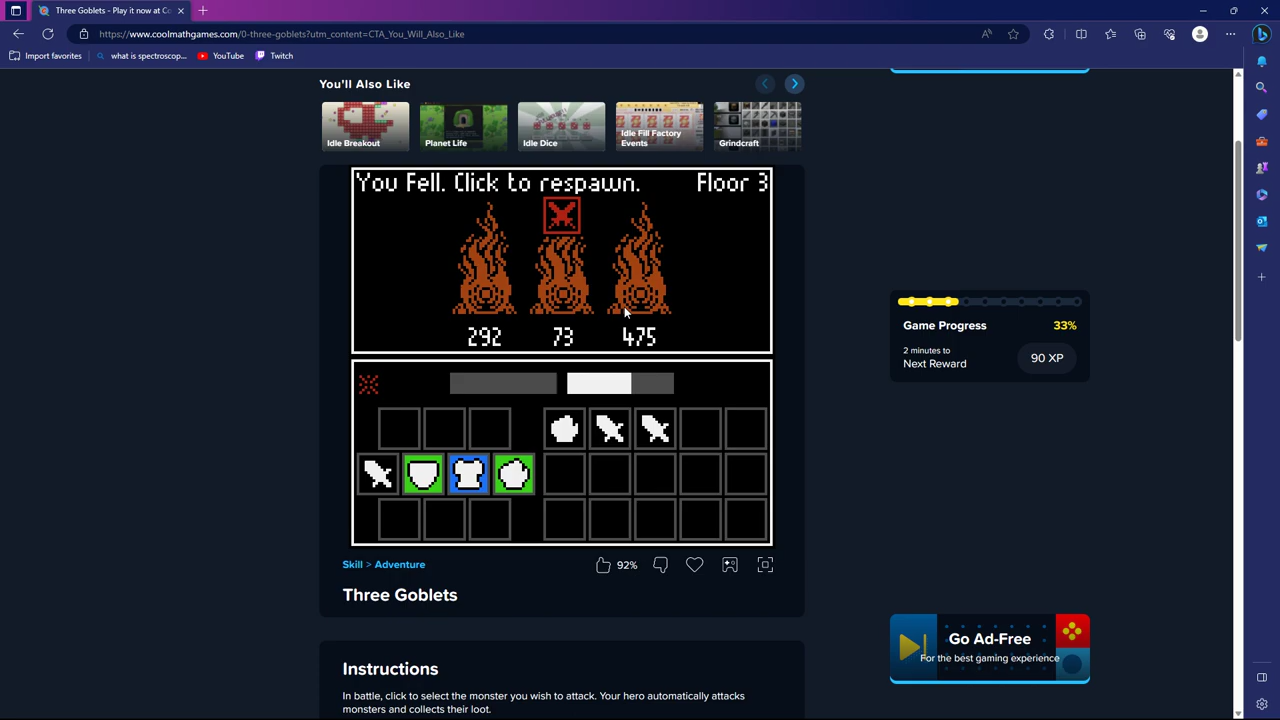 Three Goblets - Play it now at Co
https://www.coolmathgames.com/0-three-goblets?utm_content=CTA_You_Will_Also_Like
Import favorites
what is spectroscop...
YouTube
Twitch
You'll Also Like
Idle Breakout
Planet Life
Idle Dice
Idle Fill Factory
Events
Grindcraft
You Fell. Click to respawn. Floor 3
292 73 475
Game Progress 33%
2 minutes to
Next Reward
90 XP
92%
Skill > Adventure
Three Goblets
Go Ad-Free
For the best gaming experience
Instructions
In battle, click to select the monster you wish to attack. Your hero automatically attacks
monsters and collects their loot.